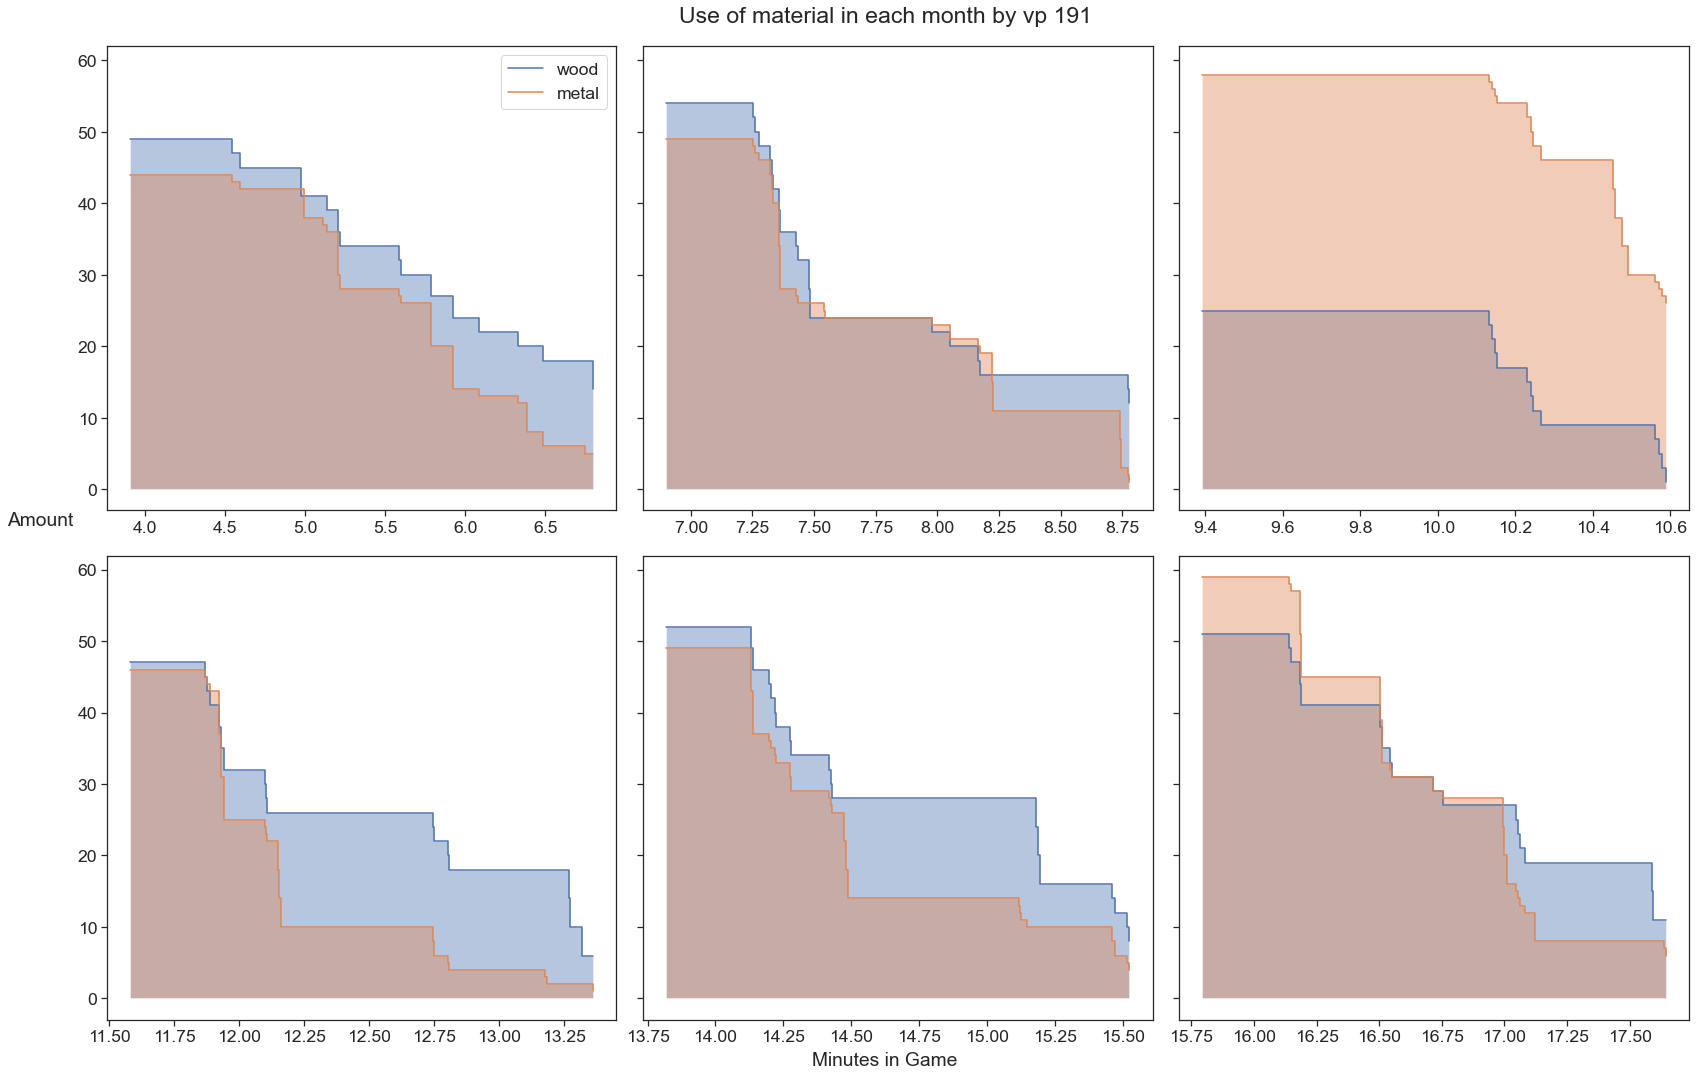 Use of material in each month by vp 191
60
50
40
30
20
10
0
wood
metal
4.0 4.5 5.0 5.5 6.0 6.5
7.00 7.25 7.50 7.75 8.00 8.25 8.50 8.75
9.4 9.6 9.8 10.0 10.2 10.4 10.6
Amount
60
50
40
30
20
10
0
11.50 11.75 12.00 12.25 12.50 12.75 13.00 13.25
13.75 14.00 14.25 14.50 14.75 15.00 15.25 15.50
15.75 16.00 16.25 16.50 16.75 17.00 17.25 17.50
Minutes in Game